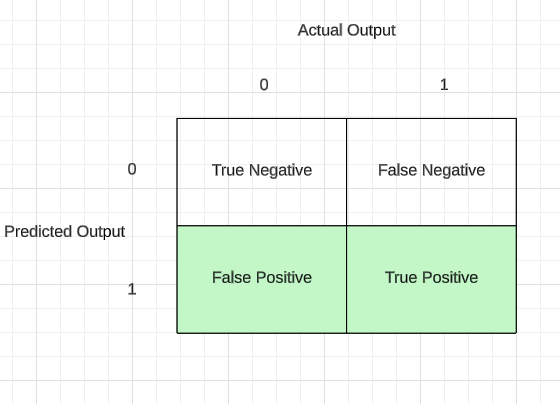 Actual Output
0 1
0 True Negative False Negative
Predicted Output
1 False Positive True Positive